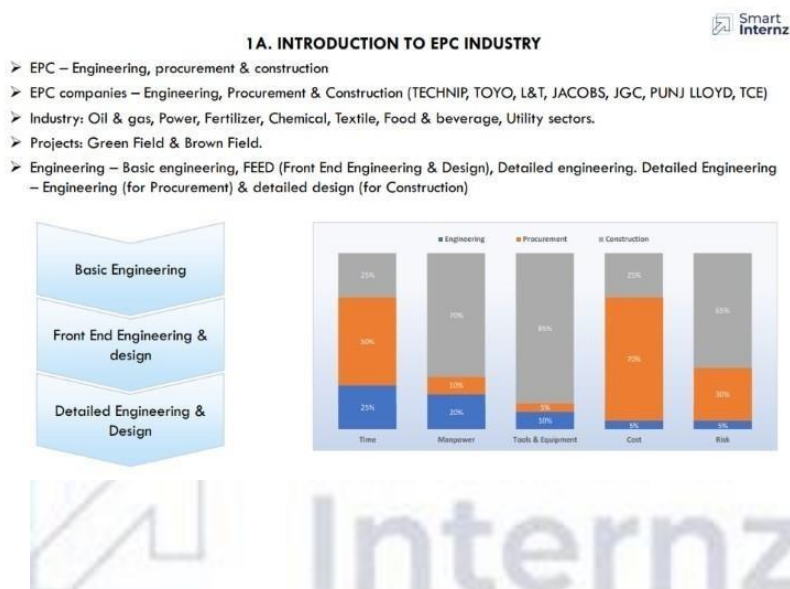 Smart
Internz
1A. INTRODUCTION TO EPC INDUSTRY
➢ EPC – Engineering, procurement & construction
➢ EPC companies – Engineering, Procurement & Construction (TECHNIP, TOYO, L&T, JACOBS, JGC, PUNJ LLOYD, TCE)
➢ Industry: Oil & gas, Power, Fertilizer, Chemical, Textile, Food & beverage, Utility sectors.
➢ Projects: Green Field & Brown Field.
➢ Engineering – Basic engineering, FEED (Front End Engineering & Design), Detailed engineering. Detailed Engineering
– Engineering (for Procurement) & detailed design (for Construction)
Basic Engineering
Front End Engineering &
design
Detailed Engineering &
Design
Engineering Procurement Construction
25% 70% 85% 25% 65%
50% 10% 5% 70% 30%
25% 20% 10% 5% 5%
Time Manpower Tools & Equipment Cost Risk
Internz